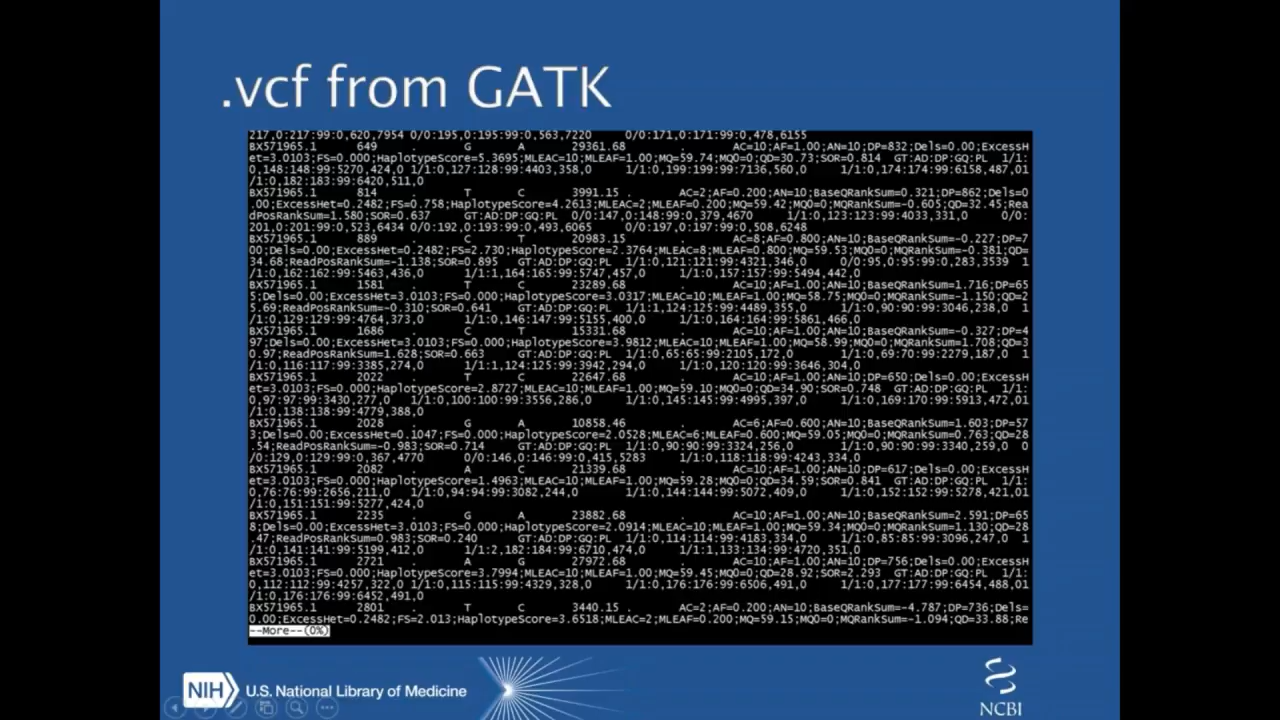 .vcf from GATK
217,0:217:99:0,620,7954 0/0:195,0:195:99:0,563,7220 0/0:171,0:171:99:0,478,6155
BX571965.1 649 . G A 29361.68 . AC=10;AF=1.00;AN=10;DP=832;Dels=0.00;ExcessH
et=3.0103;FS=0.000;HaplotypeScore=5.3695;MLEAC=10;MLEAF=1.00;MQ=59.74;MQ0=0;QD=30.73;SOR=0.814 GT:AD:DP:GQ:PL 1/1:
0,148:148:99:5270,424,0 1/1:0,127:128:99:4403,358,0 1/1:0,199:199:99:7136,560,0 1/1:0,174:174:99:6158,487,01
/1:0,182:183:99:6420,511,0
BX571965.1 814 . T C 3991.15 . AC=2;AF=0.200;AN=10;BaseQRankSum=0.321;DP=862;Dels=0
.00;ExcessHet=0.2482;FS=0.758;HaplotypeScore=4.2613;MLEAC=2;MLEAF=0.200;MQ=59.42;MQ0=0;MQRankSum=-0.605;QD=32.45;Rea
dPosRankSum=1.580;SOR=0.637 GT:AD:DP:GQ:PL 0/0:147,0:148:99:0,379,4670 1/1:0,123:123:99:4033,331,0 0/0:
201,0:201:99:0,523,6434 0/0:192,0:193:99:0,493,6065 0/0:197,0:197:99:0,508,6248
BX571965.1 889 . C T 20983.15 . AC=8;AF=0.800;AN=10;BaseQRankSum=-0.227;DP=7
00;Dels=0.00;ExcessHet=0.2482;FS=2.730;HaplotypeScore=2.3764;MLEAC=8;MLEAF=0.800;MQ=59.53;MQ0=0;MQRankSum=-0.381;QD=
34.68;ReadPosRankSum=-1.138;SOR=0.895 GT:AD:DP:GQ:PL 1/1:0,121:121:99:4321,346,0 0/0:95,0:95:99:0,283,3539 1
/1:0,162:162:99:5463,436,0 1/1:1,164:165:99:5747,457,0 1/1:0,157:157:99:5494,442,0
BX571965.1 1581 . T C 23289.68 . AC=10;AF=1.00;AN=10;BaseQRankSum=1.716;DP=65
5;Dels=0.00;ExcessHet=3.0103;FS=0.000;HaplotypeScore=3.0317;MLEAC=10;MLEAF=1.00;MQ=58.75;MQ0=0;MQRankSum=-1.150;QD=2
5.69;ReadPosRankSum=-0.310;SOR=0.641 GT:AD:DP:GQ:PL 1/1:1,124:125:99:4489,355,0 1/1:0,90:90:99:3046,238,0 1
/1:0,129:129:99:4764,373,0 1/1:0,146:147:99:5155,400,0 1/1:0,164:164:99:5861,466,0
BX571965.1 1686 . C T 15331.68 . AC=10;AF=1.00;AN=10;BaseQRankSum=-0.327;DP=4
97;Dels=0.00;ExcessHet=3.0103;FS=0.000;HaplotypeScore=3.9812;MLEAC=10;MLEAF=1.00;MQ=58.99;MQ0=0;MQRankSum=1.708;QD=3
0.97;ReadPosRankSum=1.628;SOR=0.663 GT:AD:DP:GQ:PL 1/1:0,65:65:99:2105,172,0 1/1:0,69:70:99:2279,187,0 1
/1:0,116:117:99:3385,274,0 1/1:1,124:125:99:3942,294,0 1/1:0,120:120:99:3646,304,0
BX571965.1 2022 . T C 22647.68 . AC=10;AF=1.00;AN=10;DP=650;Dels=0.00;ExcessH
et=3.0103;FS=0.000;HaplotypeScore=2.8727;MLEAC=10;MLEAF=1.00;MQ=59.10;MQ0=0;QD=34.90;SOR=0.748 GT:AD:DP:GQ:PL 1/1:
0,97:97:99:3430,277,0 1/1:0,100:100:99:3556,286,0 1/1:0,145:145:99:4995,397,0 1/1:0,169:170:99:5913,472,01
/1:0,138:138:99:4779,388,0
BX571965.1 2028 . G A 10858.46 . AC=6;AF=0.600;AN=10;BaseQRankSum=1.603;DP=57
3;Dels=0.00;ExcessHet=0.1047;FS=0.000;HaplotypeScore=2.0528;MLEAC=6;MLEAF=0.600;MQ=59.05;MQ0=0;MQRankSum=0.763;QD=28
.54;ReadPosRankSum=-0.983;SOR=0.714 GT:AD:DP:GQ:PL 1/1:0,90:90:99:3324,256,0 1/1:0,90:90:99:3340,259,0 0
/0:129,0:129:99:0,367,4770 0/0:146,0:146:99:0,415,5283 1/1:0,118:118:99:4243,334,0
BX571965.1 2082 . A C 21339.68 . AC=10;AF=1.00;AN=10;DP=617;Dels=0.00;ExcessH
et=3.0103;FS=0.000;HaplotypeScore=1.4963;MLEAC=10;MLEAF=1.00;MQ=59.28;MQ0=0;QD=34.59;SOR=0.841 GT:AD:DP:GQ:PL 1/1:
0,76:76:99:2656,211,0 1/1:0,94:94:99:3082,244,0 1/1:0,144:144:99:5072,409,0 1/1:0,152:152:99:5278,421,01
/1:0,151:151:99:5277,424,0
BX571965.1 2235 . G A 23882.68 . AC=10;AF=1.00;AN=10;BaseQRankSum=2.591;DP=65
8;Dels=0.00;ExcessHet=3.0103;FS=0.000;HaplotypeScore=2.0914;MLEAC=10;MLEAF=1.00;MQ=59.34;MQ0=0;MQRankSum=1.130;QD=28
.47;ReadPosRankSum=0.983;SOR=0.240 GT:AD:DP:GQ:PL 1/1:0,114:114:99:4183,334,0 1/1:0,85:85:99:3096,247,0 1
/1:0,141:141:99:5199,412,0 1/1:2,182:184:99:6710,474,0 1/1:1,133:134:99:4720,351,0
BX571965.1 2721 . A G 27972.68 . AC=10;AF=1.00;AN=10;DP=756;Dels=0.00;ExcessH
et=3.0103;FS=0.000;HaplotypeScore=3.7994;MLEAC=10;MLEAF=1.00;MQ=59.45;MQ0=0;QD=28.92;SOR=2.293 GT:AD:DP:GQ:PL 1/1:
0,112:112:99:4257,322,0 1/1:0,115:115:99:4329,328,0 1/1:0,176:176:99:6506,491,0 1/1:0,177:177:99:6454,488,01
/1:0,176:176:99:6452,491,0
BX571965.1 2801 . T C 3440.15 . AC=2;AF=0.200;AN=10;BaseQRankSum=-4.787;DP=736;Dels=
0.00;ExcessHet=0.2482;FS=2.013;HaplotypeScore=3.6518;MLEAC=2;MLEAF=0.200;MQ=59.15;MQ0=0;MQRankSum=-1.094;QD=33.88;Re
--More--(0%)
NIH U.S. National Library of Medicine
NCBI